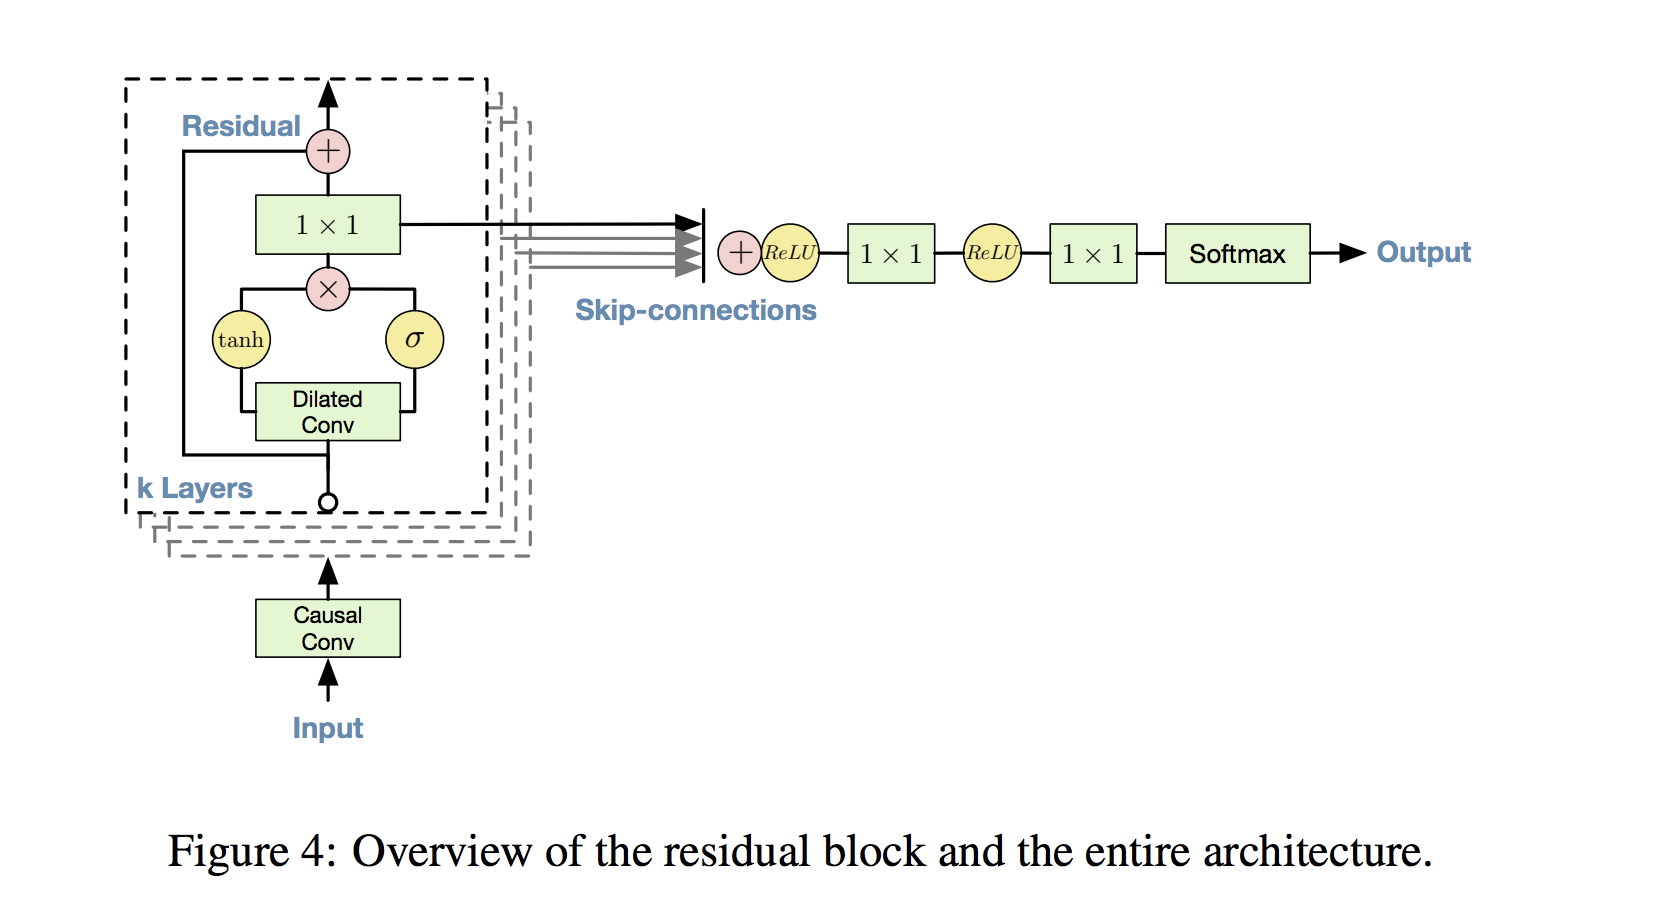 Residual
+
1 × 1
×
tanh
σ
Dilated
Conv
k Layers
Causal
Conv
Input
Skip-connections
+
ReLU
1 × 1
ReLU
1 × 1
Softmax
Output
Figure 4: Overview of the residual block and the entire architecture.